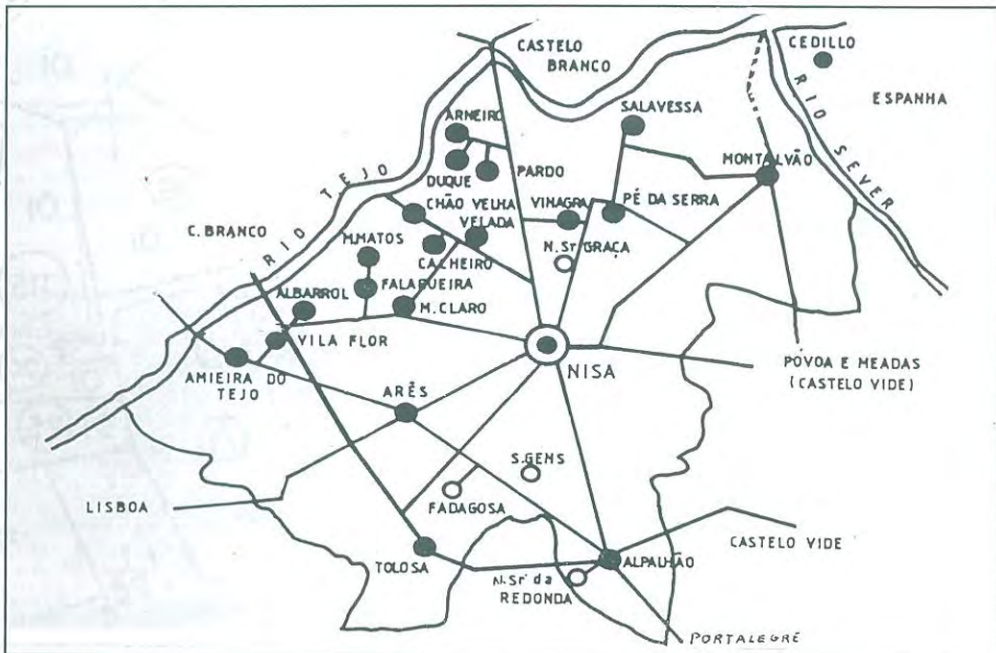 CASTELO
BRANCO
CEDILLO
ESPANHA
RIO SEVER
SALAVESSA
ARNEIRO
MONTALVÃO
DUQUE
PARDO
RIO TEJO
CHÃO VELHA
VELADA
VINAGRA
PÉ DA SERRA
C. BRANCO
M.MATOS
CALHEIRO
N. Srª GRAÇA
ALBARROL
FALAGUEIRA
M. CLARO
VILA FLOR
NISA
AMIEIRA DO
TEJO
PÓVOA E MEADAS
(CASTELO VIDE)
ARÊS
S.GENS
LISBOA
FADAGOSA
CASTELO VIDE
TOLOSA
ALPALHÃO
N.Srª da
REDONDA
PORTALEGRE